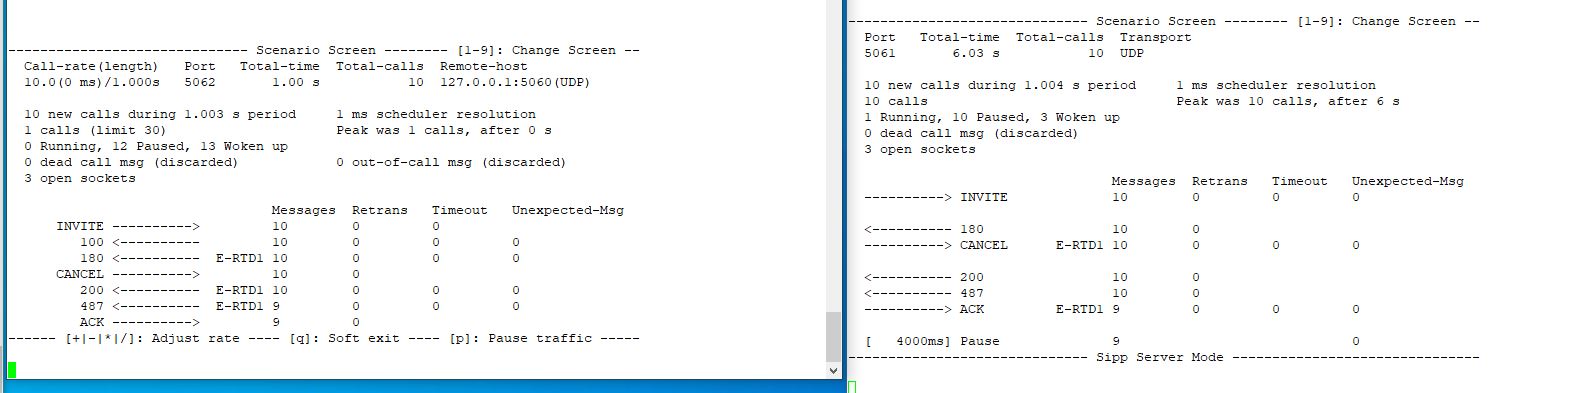 ------------------------------ Scenario Screen -------- [1-9]: Change Screen --
  Call-rate(length)   Port   Total-time  Total-calls  Remote-host
  10.0(0 ms)/1.000s   5062       1.00 s           10  127.0.0.1:5060(UDP)
  10 new calls during 1.003 s period     1 ms scheduler resolution
  1 calls (limit 30)                     Peak was 1 calls, after 0 s
  0 Running, 12 Paused, 13 Woken up
  0 dead call msg (discarded)            0 out-of-call msg (discarded)
  3 open sockets
                                 Messages  Retrans   Timeout   Unexpected-Msg
      INVITE ---------->         10        0         0
         100 <----------         10        0         0         0
         180 <----------  E-RTD1 10        0         0         0
      CANCEL ---------->         10        0
         200 <----------  E-RTD1 10        0         0         0
         487 <----------  E-RTD1 9         0         0         0
         ACK ---------->         9         0
------ [+|-|*|/]: Adjust rate ---- [q]: Soft exit ---- [p]: Pause traffic -----
------------------------------ Scenario Screen -------- [1-9]: Change Screen --
  Port   Total-time  Total-calls  Transport
  5061       6.03 s           10  UDP
  10 new calls during 1.004 s period     1 ms scheduler resolution
  10 calls                               Peak was 10 calls, after 6 s
  1 Running, 10 Paused, 3 Woken up
  0 dead call msg (discarded)
  3 open sockets
                                 Messages  Retrans   Timeout   Unexpected-Msg
  ----------> INVITE             10        0         0         0
  <---------- 180                10        0
  ----------> CANCEL      E-RTD1 10        0         0         0
  <---------- 200                10        0
  <---------- 487                10        0
  ----------> ACK         E-RTD1 9         0         0         0
  [   4000ms] Pause              9                             0
------------------------------ Sipp Server Mode -------------------------------